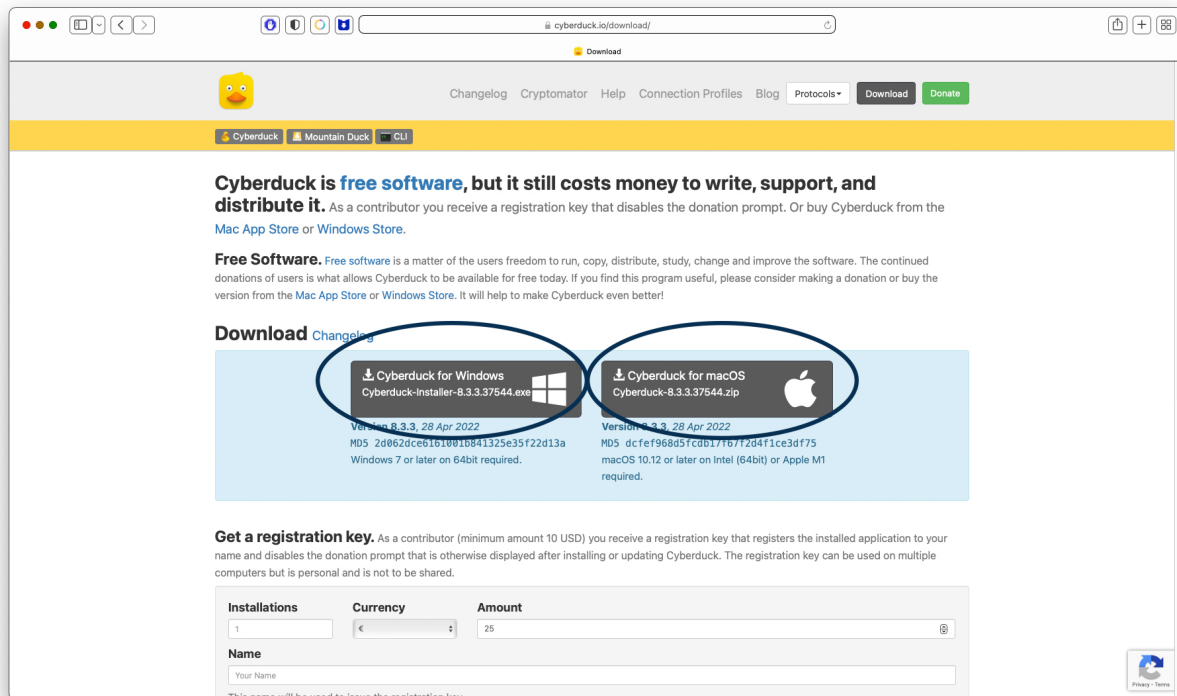 cyberduck.io/download/
Download
Changelog Cryptomator Help Connection Profiles Blog Protocols Download Donate
Cyberduck Mountain Duck CLI
Cyberduck is free software, but it still costs money to write, support, and
distribute it. As a contributor you receive a registration key that disables the donation prompt. Or buy Cyberduck from the
Mac App Store or Windows Store.
Free Software. Free software is a matter of the users freedom to run, copy, distribute, study, change and improve the software. The continued
donations of users is what allows Cyberduck to be available for free today. If you find this program useful, please consider making a donation or buy the
version from the Mac App Store or Windows Store. It will help to make Cyberduck even better!
Download Changelog
Cyberduck for Windows
Cyberduck-Installer-8.3.3.37544.exe
Version 8.3.3, 28 Apr 2022
MD5 2d062dce6161001b841325e35f22d13a
Windows 7 or later on 64bit required.
Cyberduck for macOS
Cyberduck-8.3.3.37544.zip
Version 8.3.3, 28 Apr 2022
MD5 dcfef968d5fcdb17f67f2d4f1ce3df75
macOS 10.12 or later on Intel (64bit) or Apple M1
required.
Get a registration key. As a contributor (minimum amount 10 USD) you receive a registration key that registers the installed application to your
name and disables the donation prompt that is otherwise displayed after installing or updating Cyberduck. The registration key can be used on multiple
computers but is personal and is not to be shared.
Installations Currency Amount
1 € 25
Name
Your Name
This name will be used to issue the registration key
Privacy - Terms